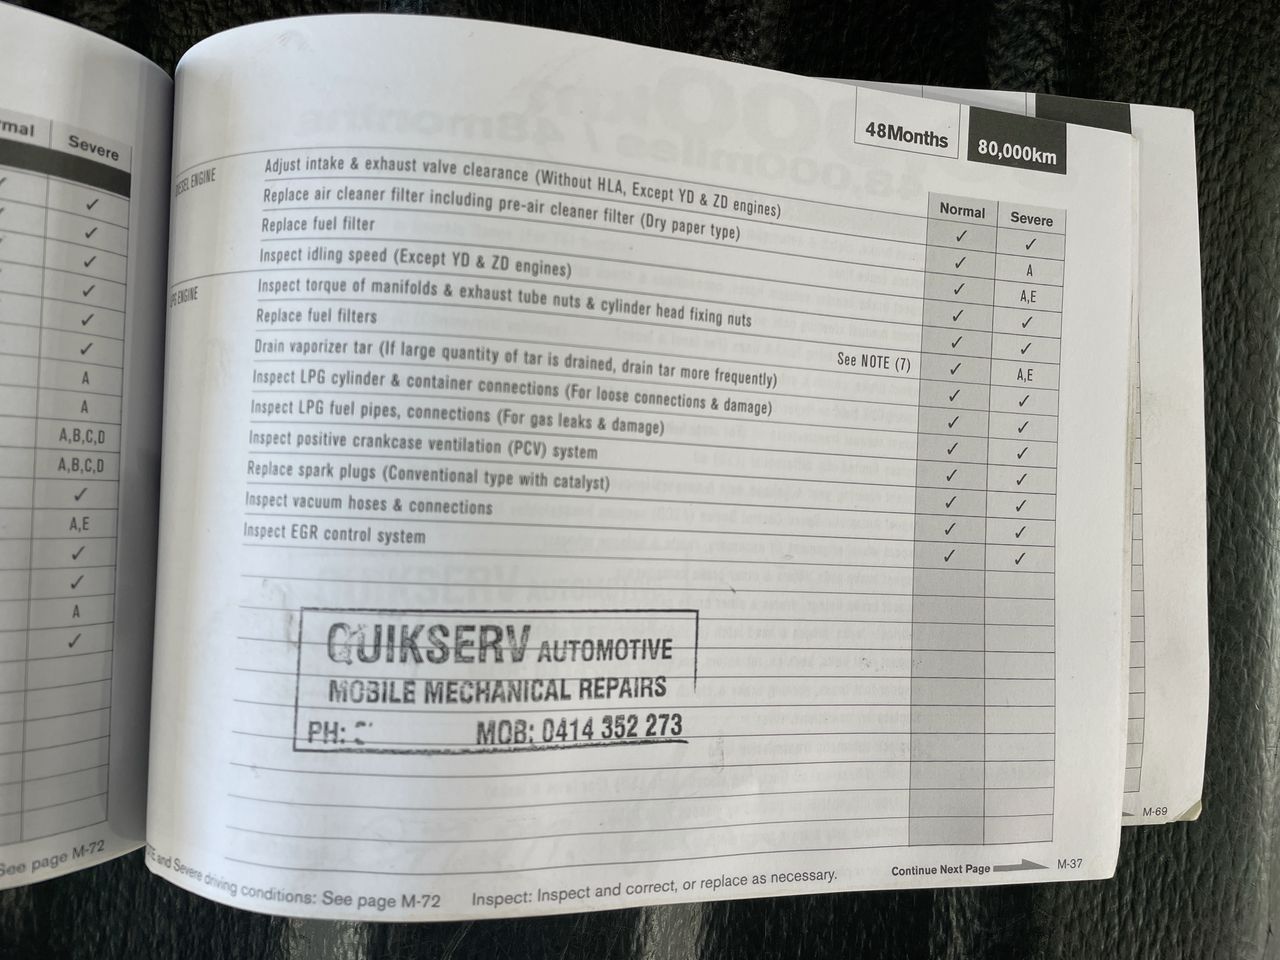 rmal Severe
✓
✓
✓
✓
✓
✓
A
A
A,B,C,D
A,B,C,D
✓
A,E
✓
✓
A
✓
See page M-72
48Months 80,000km
Normal Severe
DIESEL ENGINE Adjust intake & exhaust valve clearance (Without HLA, Except YD & ZD engines) ✓ ✓
Replace air cleaner filter including pre-air cleaner filter (Dry paper type) ✓ A
Replace fuel filter ✓ A,E
Inspect idling speed (Except YD & ZD engines) ✓ ✓
LPG ENGINE Inspect torque of manifolds & exhaust tube nuts & cylinder head fixing nuts ✓ ✓
Replace fuel filters See NOTE (7) ✓ A,E
Drain vaporizer tar (If large quantity of tar is drained, drain tar more frequently) ✓ ✓
Inspect LPG cylinder & container connections (For loose connections & damage) ✓ ✓
Inspect LPG fuel pipes, connections (For gas leaks & damage) ✓ ✓
Inspect positive crankcase ventilation (PCV) system ✓ ✓
Replace spark plugs (Conventional type with catalyst) ✓ ✓
Inspect vacuum hoses & connections ✓ ✓
Inspect EGR control system ✓ ✓
QUIKSERV AUTOMOTIVE
MOBILE MECHANICAL REPAIRS
PH: MOB: 0414 352 273
and Severe driving conditions: See page M-72 Inspect: Inspect and correct, or replace as necessary.
Continue Next Page M-37
M-69